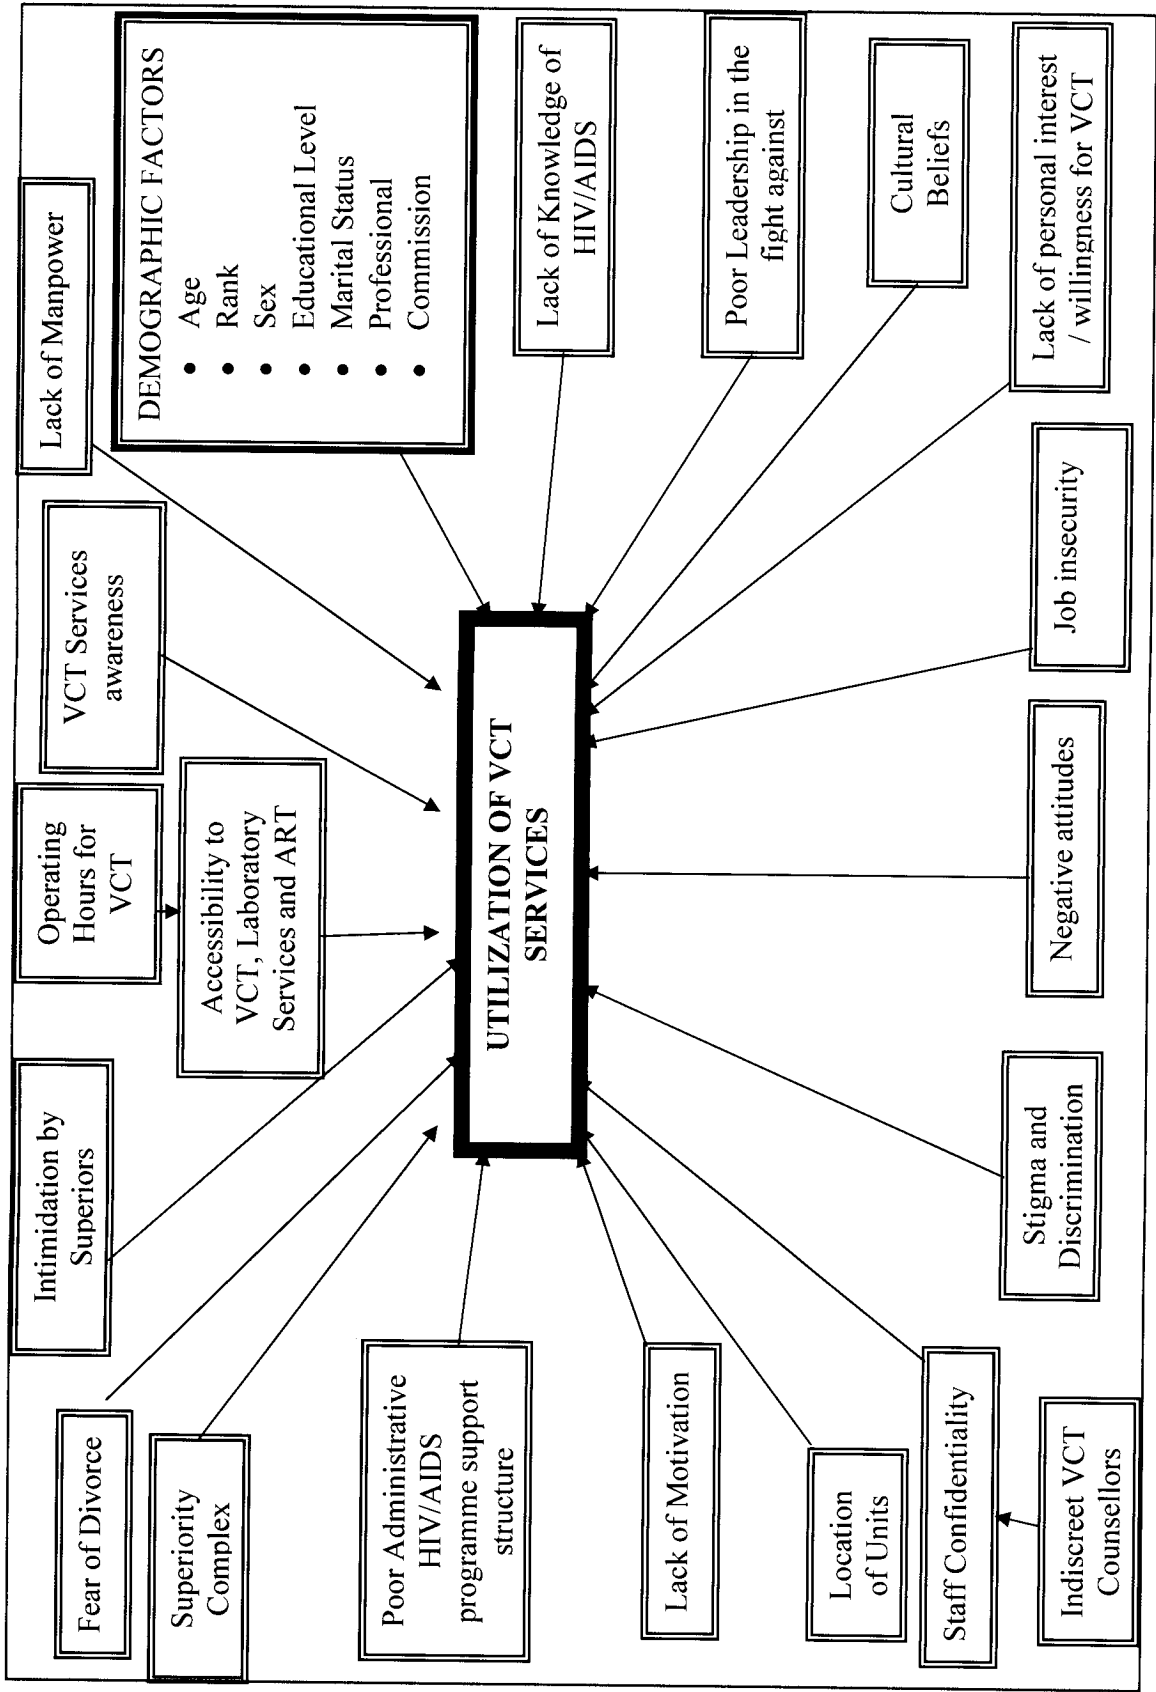 Fear of Divorce
Superiority
Complex
Intimidation by
Superiors
Operating
Hours for
VCT
Accessibility to
VCT, Laboratory
Services and ART
VCT Services
awareness
Lack of Manpower
DEMOGRAPHIC FACTORS
• Age
• Rank
• Sex
• Educational Level
• Marital Status
• Professional
• Commission
Poor Administrative
HIV/AIDS
programme support
structure
UTILIZATION OF VCT
SERVICES
Lack of Knowledge of
HIV/AIDS
Lack of Motivation
Poor Leadership in the
fight against
Location
of Units
Cultural
Beliefs
Staff Confidentiality
Indiscreet VCT
Counsellors
Stigma and
Discrimination
Negative attitudes
Job insecurity
Lack of personal interest
/ willingness for VCT